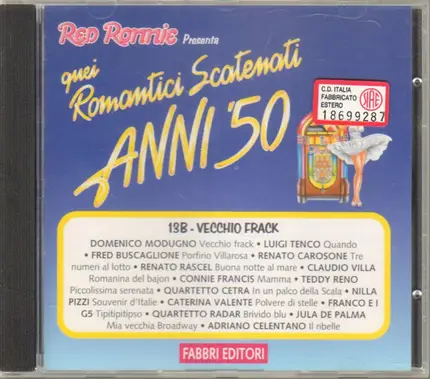 RED RONNIE Presenta
quei
Romantici Scatenati
ANNI '50
C.D. ITALIA
FABBRICATO
ESTERO
18699287
13B - VECCHIO FRACK
DOMENICO MODUGNO Vecchio frack • LUIGI TENCO Quando
• FRED BUSCAGLIONE Porfirio Villarosa • RENATO CAROSONE Tre
numeri al lotto • RENATO RASCEL Buona notte al mare • CLAUDIO VILLA
Romanina del bajon • CONNIE FRANCIS Mamma • TEDDY RENO
Piccolissima serenata • QUARTETTO CETRA In un palco della Scala • NILLA
PIZZI Souvenir d'Italie • CATERINA VALENTE Polvere di stelle • FRANCO E I
G5 Tipitipitipso • QUARTETTO RADAR Brivido blu • JULA DE PALMA
Mia vecchia Broadway • ADRIANO CELENTANO Il ribelle
FABBRI EDITORI